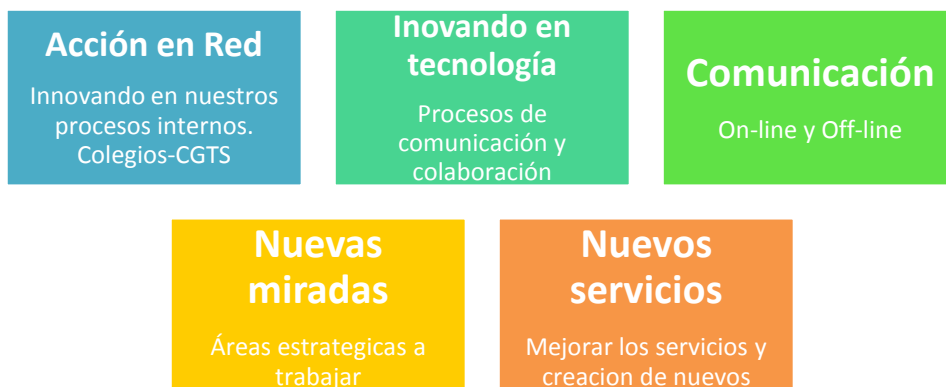 Acción en Red
Innovando en nuestros
procesos internos.
Colegios-CGTS
Inovando en
tecnología
Procesos de
comunicación y
colaboración
Comunicación
On-line y Off-line
Nuevas
miradas
Áreas estrategicas a
trabajar
Nuevos
servicios
Mejorar los servicios y
creacion de nuevos